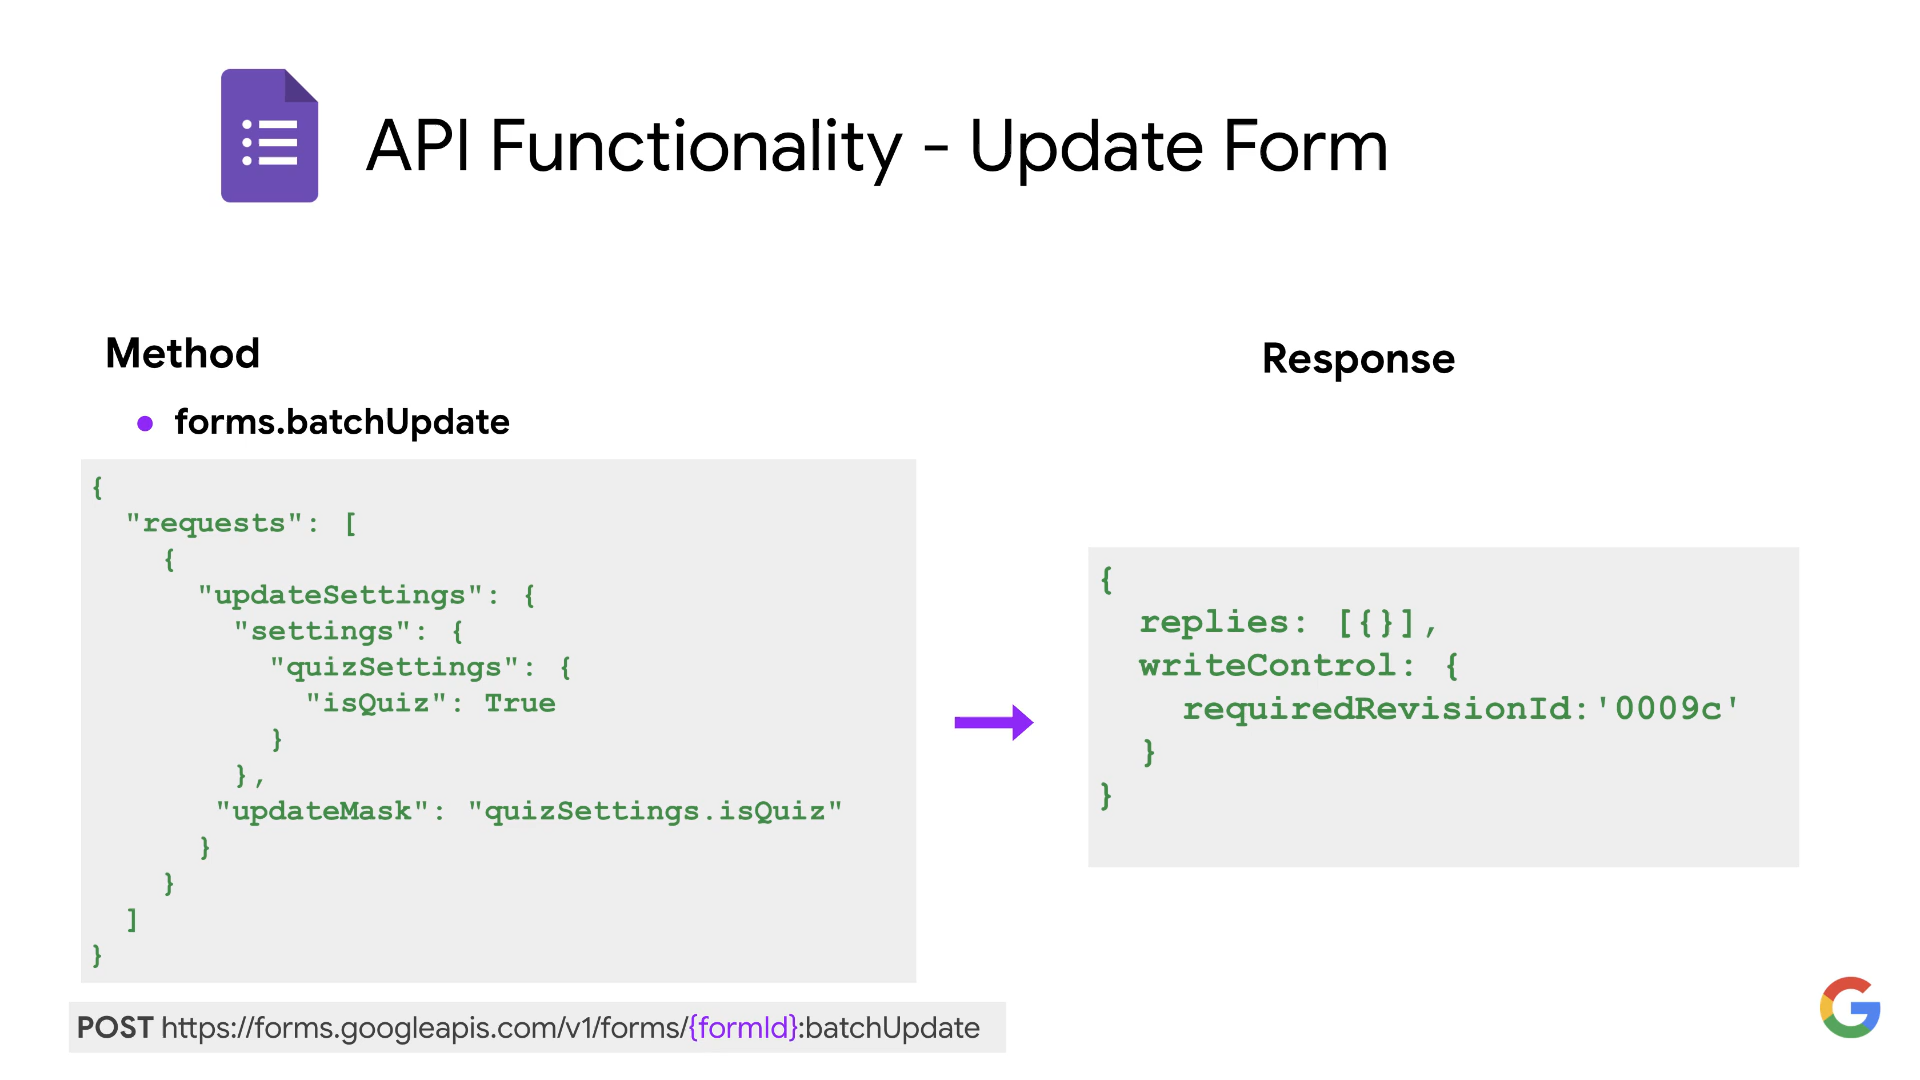 API Functionality - Update Form
Method
• forms.batchUpdate
{
  "requests": [
    {
      "updateSettings": {
        "settings": {
          "quizSettings": {
            "isQuiz": True
          }
        },
       "updateMask": "quizSettings.isQuiz"
      }
    }
  ]
}
POST https://forms.googleapis.com/v1/forms/{formId}:batchUpdate
Response
{
  replies: [{}],
  writeControl: {
    requiredRevisionId:'0009c'
  }
}